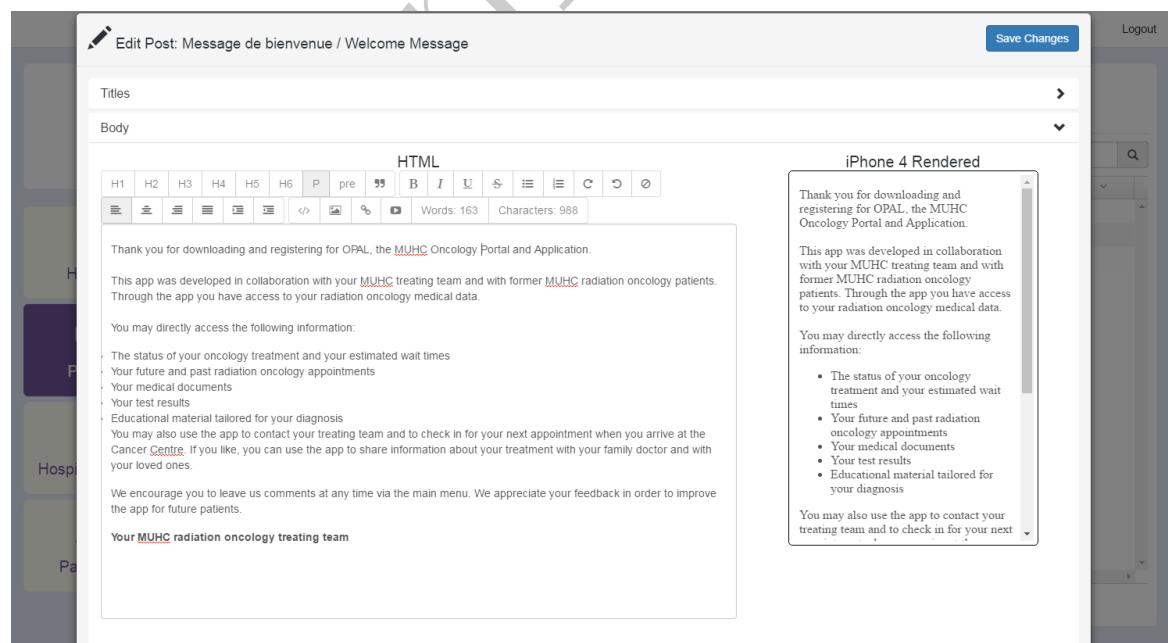 Logout
Edit Post: Message de bienvenue / Welcome Message
Save Changes
Titles
Body
HTML
H1 H2 H3 H4 H5 H6 P pre B I U S
Words: 163 Characters: 988
Thank you for downloading and registering for OPAL, the MUHC Oncology Portal and Application.
This app was developed in collaboration with your MUHC treating team and with former MUHC radiation oncology patients.
Through the app you have access to your radiation oncology medical data.
You may directly access the following information:
The status of your oncology treatment and your estimated wait times
Your future and past radiation oncology appointments
Your medical documents
Your test results
Educational material tailored for your diagnosis
You may also use the app to contact your treating team and to check in for your next appointment when you arrive at the
Cancer Centre. If you like, you can use the app to share information about your treatment with your family doctor and with
your loved ones.
We encourage you to leave us comments at any time via the main menu. We appreciate your feedback in order to improve
the app for future patients.
Your MUHC radiation oncology treating team
iPhone 4 Rendered
Thank you for downloading and
registering for OPAL, the MUHC
Oncology Portal and Application.
This app was developed in collaboration
with your MUHC treating team and with
former MUHC radiation oncology
patients. Through the app you have access
to your radiation oncology medical data.
You may directly access the following
information:
• The status of your oncology
treatment and your estimated wait
times
• Your future and past radiation
oncology appointments
• Your medical documents
• Your test results
• Educational material tailored for
your diagnosis
You may also use the app to contact your
treating team and to check in for your next
H
P
Hospi
Pa